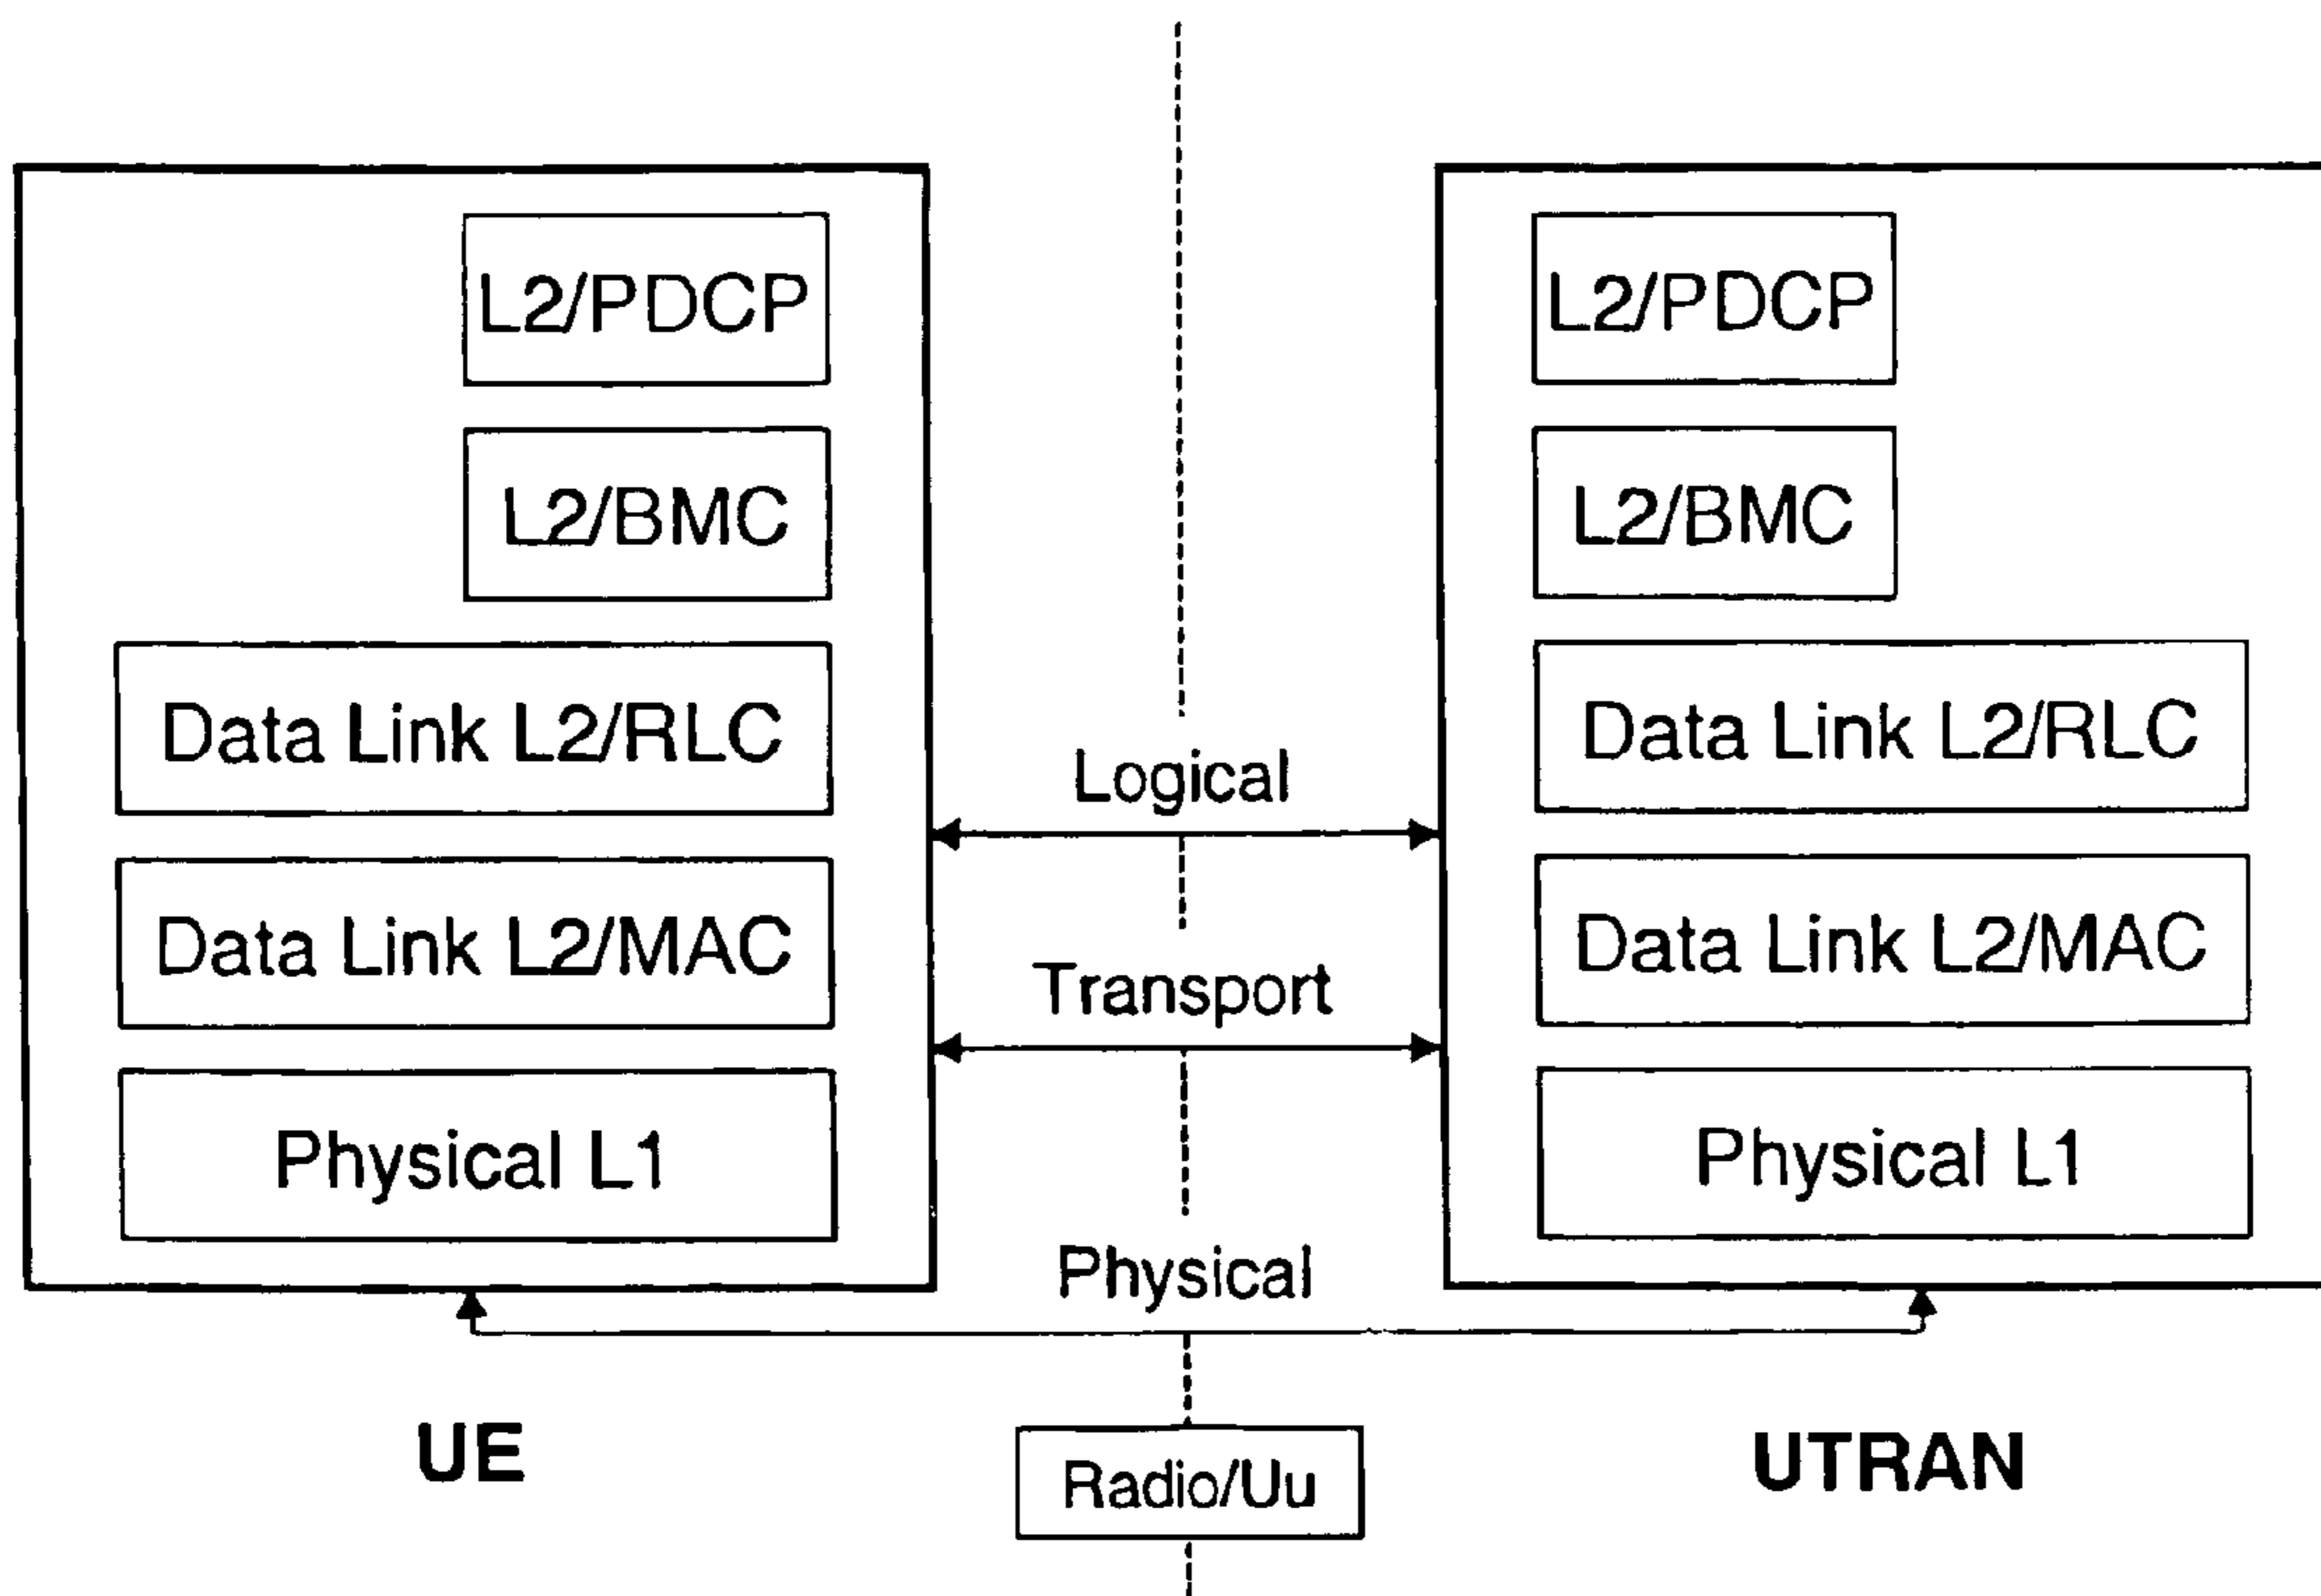 L2/PDCP
L2/BMC
Data Link L2/RLC
Data Link L2/MAC
Physical L1
UE
Logical
Transport
Physical
Radio/Uu
L2/PDCP
L2/BMC
Data Link L2/RLC
Data Link L2/MAC
Physical L1
UTRAN